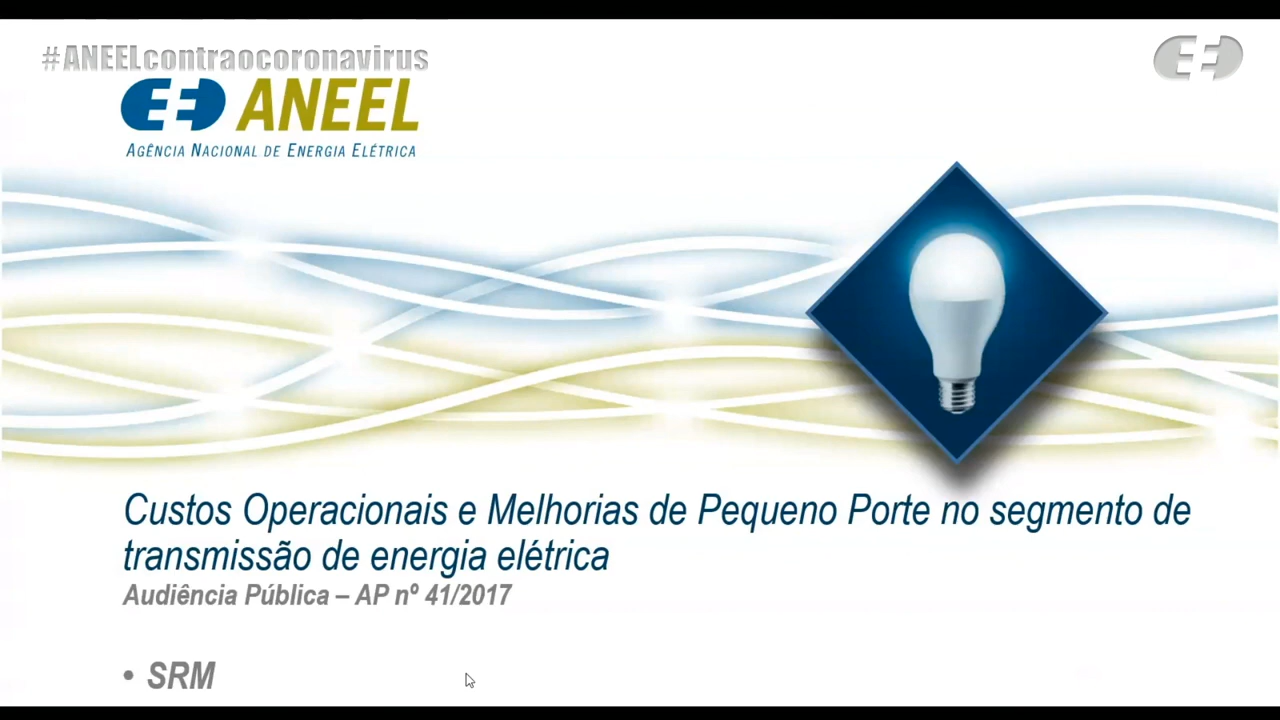 #ANEELcontraocoronavirus
ANEEL
AGÊNCIA NACIONAL DE ENERGIA ELÉTRICA
Custos Operacionais e Melhorias de Pequeno Porte no segmento de
transmissão de energia elétrica
Audiência Pública – AP nº 41/2017
• SRM